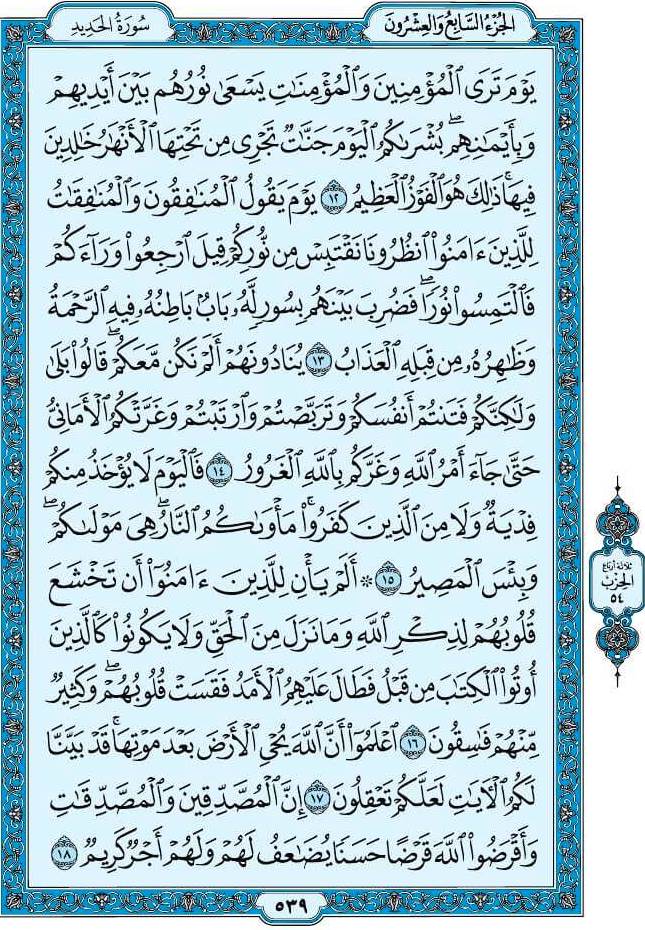 الجُزْءُ السَّابِعُ وَالعِشْرُونَ
سُورَةُ الحَدِيدِ
يَوۡمَ تَرَى ٱلۡمُؤۡمِنِينَ وَٱلۡمُؤۡمِنَٰتِ يَسۡعَىٰ نُورُهُم بَيۡنَ أَيۡدِيهِمۡ
وَبِأَيۡمَٰنِهِمۖ بُشۡرَىٰكُمُ ٱلۡيَوۡمَ جَنَّٰتٞ تَجۡرِي مِن تَحۡتِهَا ٱلۡأَنۡهَٰرُ خَٰلِدِينَ
فِيهَاۚ ذَٰلِكَ هُوَ ٱلۡفَوۡزُ ٱلۡعَظِيمُ ١٢ يَوۡمَ يَقُولُ ٱلۡمُنَٰفِقُونَ وَٱلۡمُنَٰفِقَٰتُ
لِلَّذِينَ ءَامَنُواْ ٱنظُرُونَا نَقۡتَبِسۡ مِن نُّورِكُمۡ قِيلَ ٱرۡجِعُواْ وَرَآءَكُمۡ
فَٱلۡتَمِسُواْ نُورٗاۖ فَضُرِبَ بَيۡنَهُم بِسُورٖ لَّهُۥ بَابُۢ بَاطِنُهُۥ فِيهِ ٱلرَّحۡمَةُ
وَظَٰهِرُهُۥ مِن قِبَلِهِ ٱلۡعَذَابُ ١٣ يُنَادُونَهُمۡ أَلَمۡ نَكُن مَّعَكُمۡۖ قَالُواْ بَلَىٰ
وَلَٰكِنَّكُمۡ فَتَنتُمۡ أَنفُسَكُمۡ وَتَرَبَّصۡتُمۡ وَٱرۡتَبۡتُمۡ وَغَرَّتۡكُمُ ٱلۡأَمَانِيُّ
حَتَّىٰ جَآءَ أَمۡرُ ٱللَّهِ وَغَرَّكُم بِٱللَّهِ ٱلۡغَرُورُ ١٤ فَٱلۡيَوۡمَ لَا يُؤۡخَذُ مِنكُمۡ
فِدۡيَةٞ وَلَا مِنَ ٱلَّذِينَ كَفَرُواْۚ مَأۡوَىٰكُمُ ٱلنَّارُۖ هِيَ مَوۡلَىٰكُمۡۖ
وَبِئۡسَ ٱلۡمَصِيرُ ١٥ ۞ أَلَمۡ يَأۡنِ لِلَّذِينَ ءَامَنُوٓاْ أَن تَخۡشَعَ
قُلُوبُهُمۡ لِذِكۡرِ ٱللَّهِ وَمَا نَزَلَ مِنَ ٱلۡحَقِّ وَلَا يَكُونُواْ كَٱلَّذِينَ
أُوتُواْ ٱلۡكِتَٰبَ مِن قَبۡلُ فَطَالَ عَلَيۡهِمُ ٱلۡأَمَدُ فَقَسَتۡ قُلُوبُهُمۡۖ وَكَثِيرٞ
مِّنۡهُمۡ فَٰسِقُونَ ١٦ ٱعۡلَمُوٓاْ أَنَّ ٱللَّهَ يُحۡيِ ٱلۡأَرۡضَ بَعۡدَ مَوۡتِهَاۚ قَدۡ بَيَّنَّا
لَكُمُ ٱلۡأٓيَٰتِ لَعَلَّكُمۡ تَعۡقِلُونَ ١٧ إِنَّ ٱلۡمُصَّدِّقِينَ وَٱلۡمُصَّدِّقَٰتِ
وَأَقۡرَضُواْ ٱللَّهَ قَرۡضًا حَسَنٗا يُضَٰعَفُ لَهُمۡ وَلَهُمۡ أَجۡرٞ كَرِيمٞ ١٨
ثلاثة أرباع
الحِزْبُ
٥٤
٥٣٩